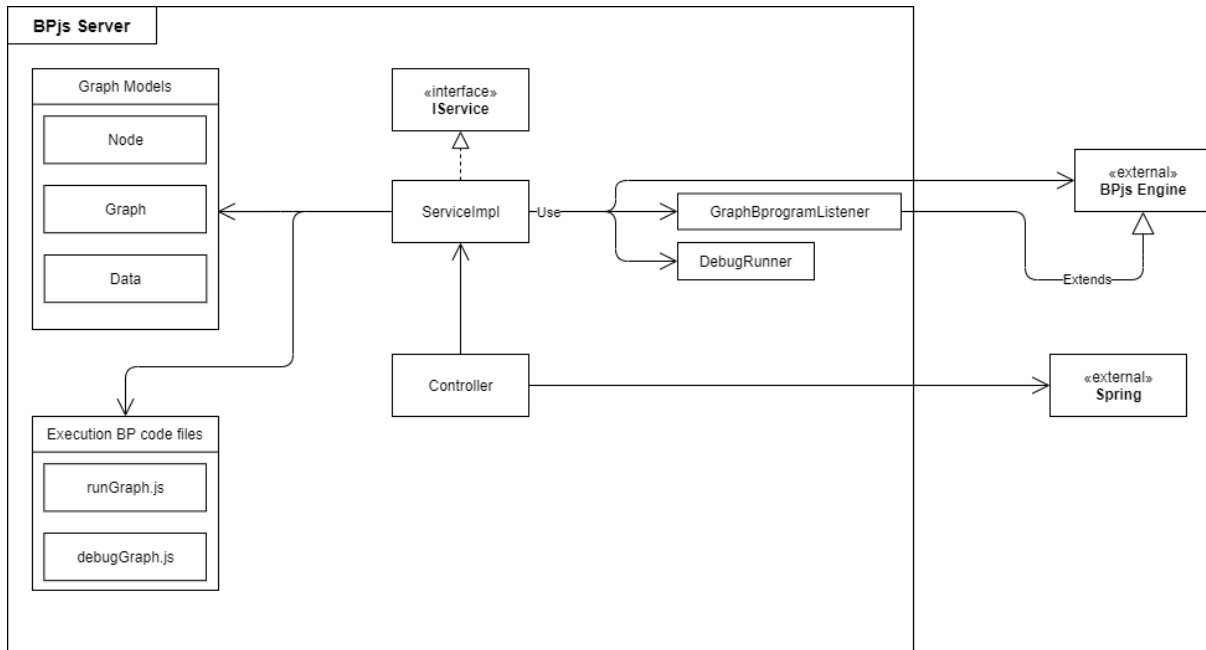 BPjs Server
Graph Models
Node
Graph
Data
«interface»
IService
ServiceImpl
Use
GraphBprogramListener
DebugRunner
«external»
BPjs Engine
Extends
Controller
«external»
Spring
Execution BP code files
runGraph.js
debugGraph.js